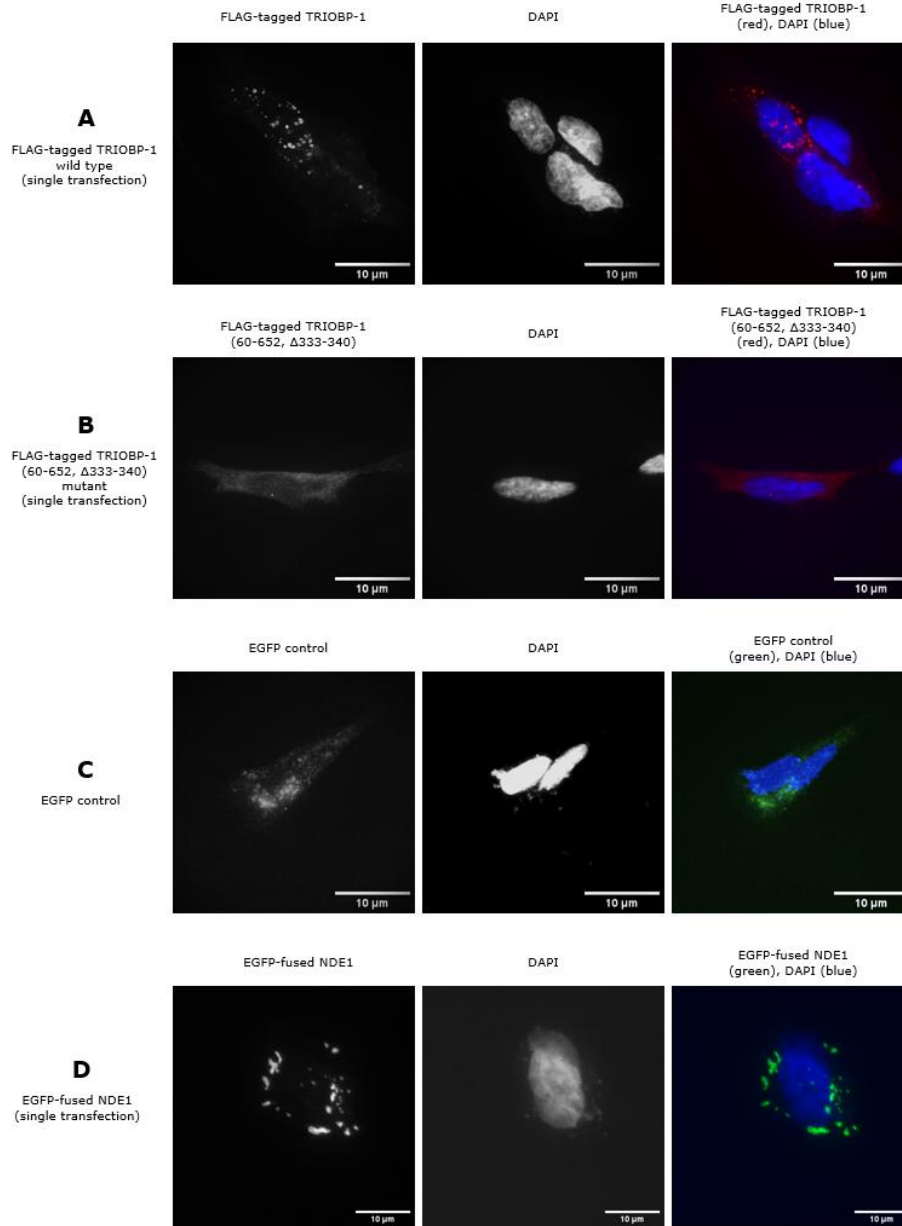 FLAG-tagged TRIOBP-1
DAPI
FLAG-tagged TRIOBP-1
(red), DAPI (blue)
A
FLAG-tagged TRIOBP-1
wild type
(single transfection)
10 µm
10 µm
10 µm
FLAG-tagged TRIOBP-1
(60-652, Δ333-340)
DAPI
FLAG-tagged TRIOBP-1
(60-652, Δ333-340)
(red), DAPI (blue)
B
FLAG-tagged TRIOBP-1
(60-652, Δ333-340)
mutant
(single transfection)
10 µm
10 µm
10 µm
EGFP control
DAPI
EGFP control
(green), DAPI (blue)
C
EGFP control
10 µm
10 µm
10 µm
EGFP-fused NDE1
DAPI
EGFP-fused NDE1
(green), DAPI (blue)
D
EGFP-fused NDE1
(single transfection)
10 µm
10 µm
10 µm